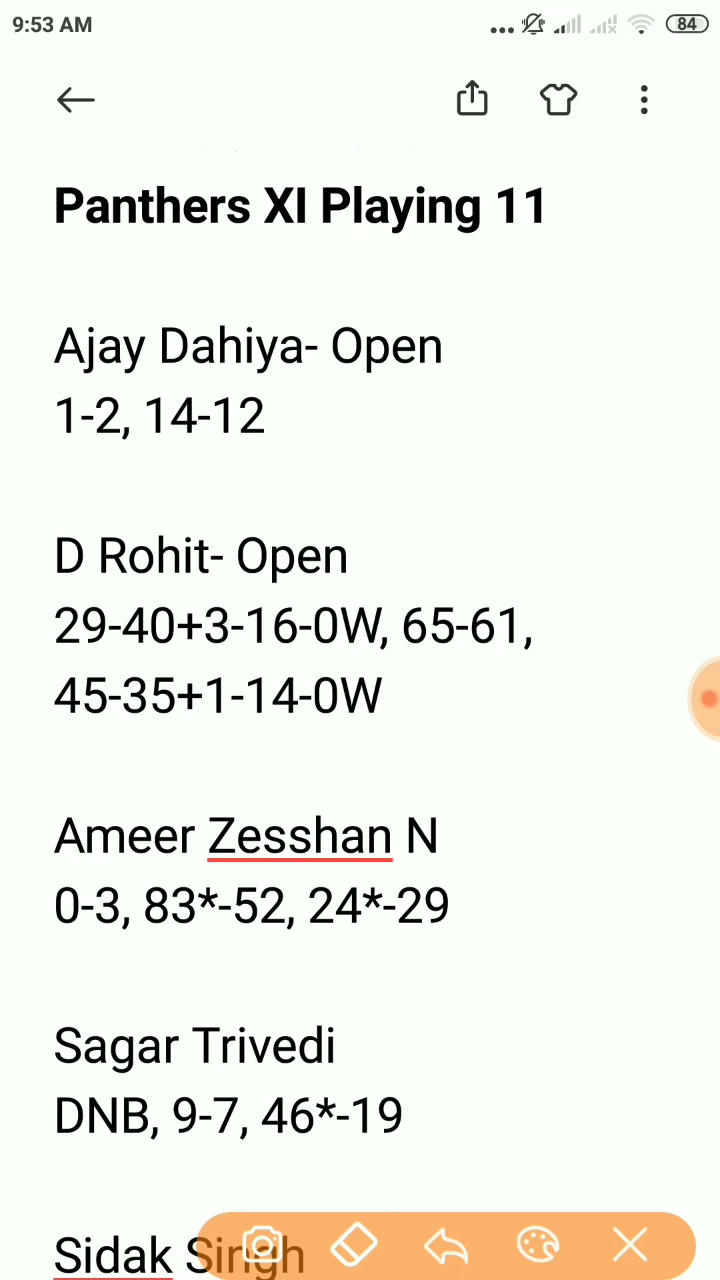 9:53 AM
84
Panthers XI Playing 11
Ajay Dahiya- Open
1-2, 14-12
D Rohit- Open
29-40+3-16-0W, 65-61,
45-35+1-14-0W
Ameer Zesshan N
0-3, 83*-52, 24*-29
Sagar Trivedi
DNB, 9-7, 46*-19
Sidak Singh